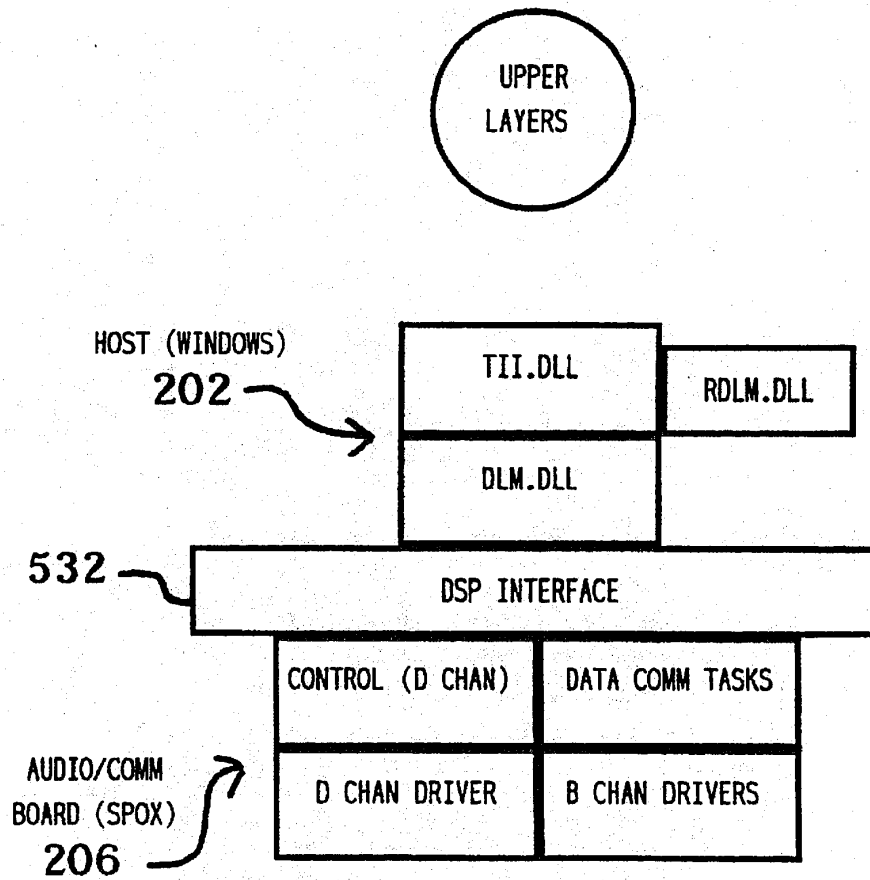 UPPER
LAYERS
HOST (WINDOWS)
202
TII.DLL
RDLM.DLL
DLM.DLL
532
DSP INTERFACE
CONTROL (D CHAN)
DATA COMM TASKS
AUDIO/COMM
BOARD (SPOX)
206
D CHAN DRIVER
B CHAN DRIVERS